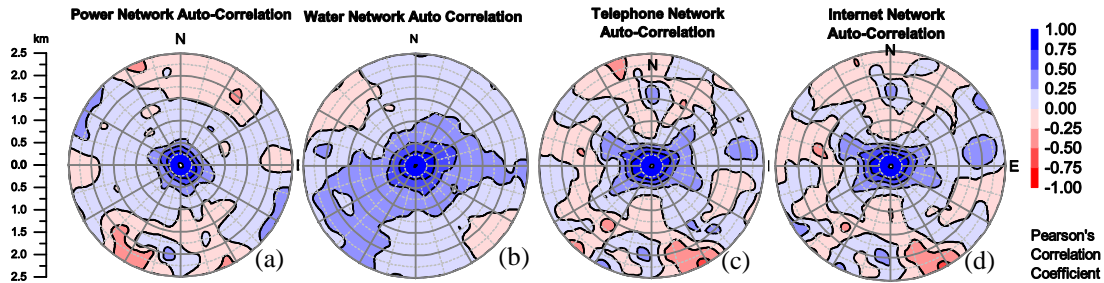 Power Network Auto-Correlation
Water Network Auto Correlation
Telephone Network
Auto-Correlation
Internet Network
Auto-Correlation
km
N
N
N
N
2.5
2.0
1.5
1.0
0.5
0.0
0.5
1.0
1.5
2.0
2.5
I
I
E
1.00
0.75
0.50
0.25
0.00
-0.25
-0.50
-0.75
-1.00
Pearson's
Correlation
Coefficient
(a)
(b)
(c)
(d)